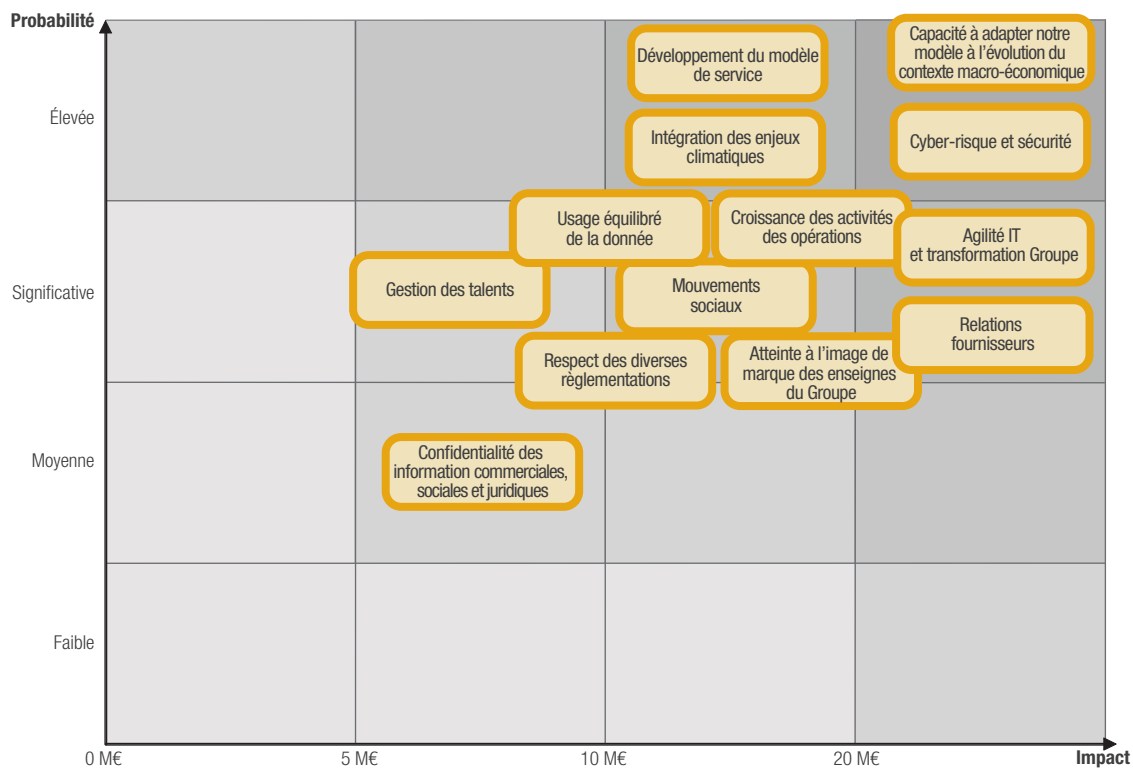 Probabilité
Élevée
Développement du modèle
de service
Capacité à adapter notre
modèle à l'évolution du
contexte macro-économique
Intégration des enjeux
climatiques
Cyber-risque et sécurité
Significative
Usage équilibré
de la donnée
Croissance des activités
des opérations
Agilité IT
et transformation Groupe
Gestion des talents
Mouvements
sociaux
Relations
fournisseurs
Respect des diverses
règlementations
Atteinte à l'image de
marque des enseignes
du Groupe
Moyenne
Confidentialité des
information commerciales,
sociales et juridiques
Faible
0 M€
5 M€
10 M€
20 M€
Impact